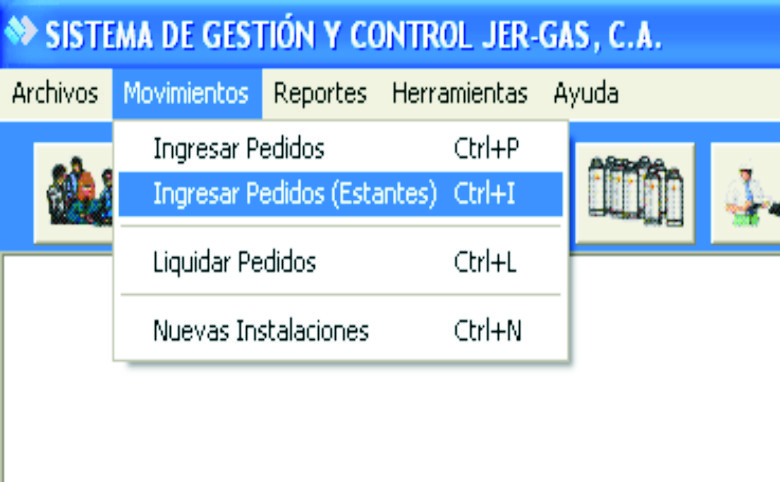 SISTEMA DE GESTIÓN Y CONTROL JER-GAS, C.A.
Archivos Movimientos Reportes Herramientas Ayuda
Ingresar Pedidos Ctrl+P
Ingresar Pedidos (Estantes) Ctrl+I
Liquidar Pedidos Ctrl+L
Nuevas Instalaciones Ctrl+N